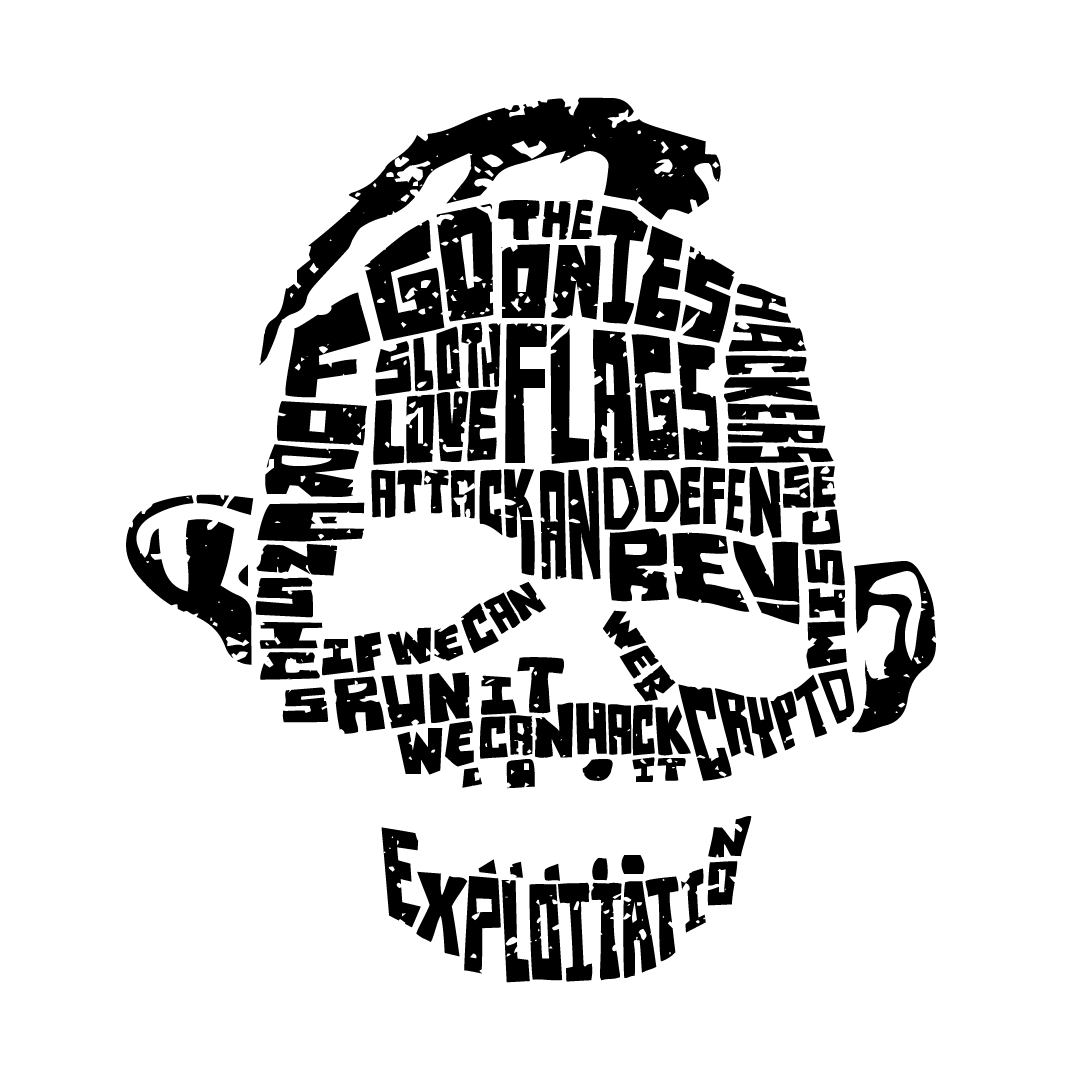 THE
GOONIES
HACKERS
SLOTH
LOVE
FLAGS
FORENSICS
ATTACK AND DEFENSE
REV
MISC
IF WE CAN
RUN IT
WEB
CRYPTO
WE CAN HACK
IT
EXPLOITATION